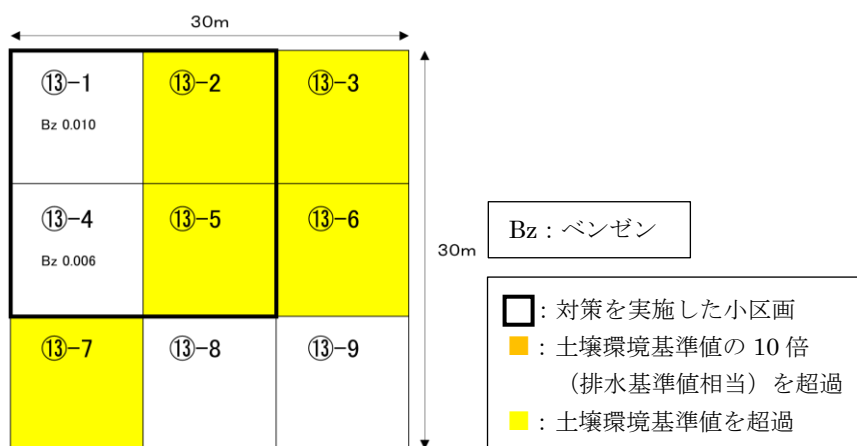 30m
⑬-1
⑬-2
⑬-3
Bz 0.010
⑬-4
⑬-5
⑬-6
Bz 0.006
⑬-7
⑬-8
⑬-9
30m
Bz：ベンゼン
：対策を実施した小区画
：土壌環境基準値の 10 倍
（排水基準値相当）を超過
：土壌環境基準値を超過